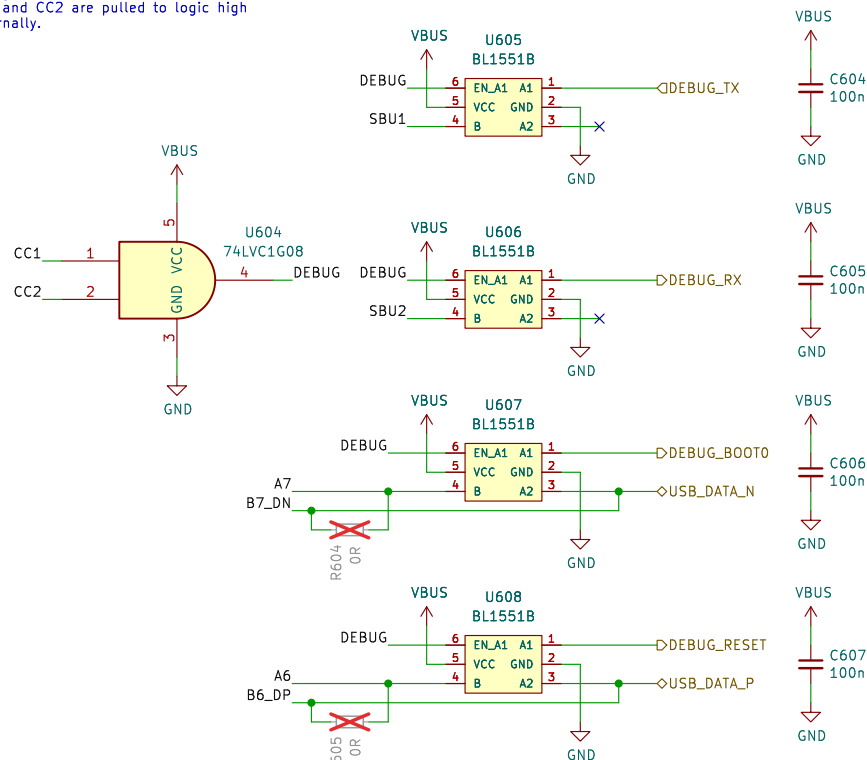 and CC2 are pulled to logic high
rnally.
VBUS
5
U604
74LVC1G08
VCC
GND
CC1
1
CC2
2
4
DEBUG
3
GND
VBUS
U605
BL1551B
DEBUG
6 EN_A1 A1 1
DEBUG_TX
5 VCC GND 2
SBU1
4 B A2 3
GND
VBUS
C604
100n
GND
VBUS
U606
BL1551B
DEBUG
6 EN_A1 A1 1
DEBUG_RX
5 VCC GND 2
SBU2
4 B A2 3
GND
VBUS
C605
100n
GND
VBUS
U607
BL1551B
DEBUG
6 EN_A1 A1 1
DEBUG_BOOT0
5 VCC GND 2
A7
4 B A2 3
USB_DATA_N
B7_DN
R604
0R
GND
VBUS
C606
100n
GND
VBUS
U608
BL1551B
DEBUG
6 EN_A1 A1 1
DEBUG_RESET
5 VCC GND 2
A6
4 B A2 3
USB_DATA_P
B6_DP
605
0R
GND
VBUS
C607
100n
GND